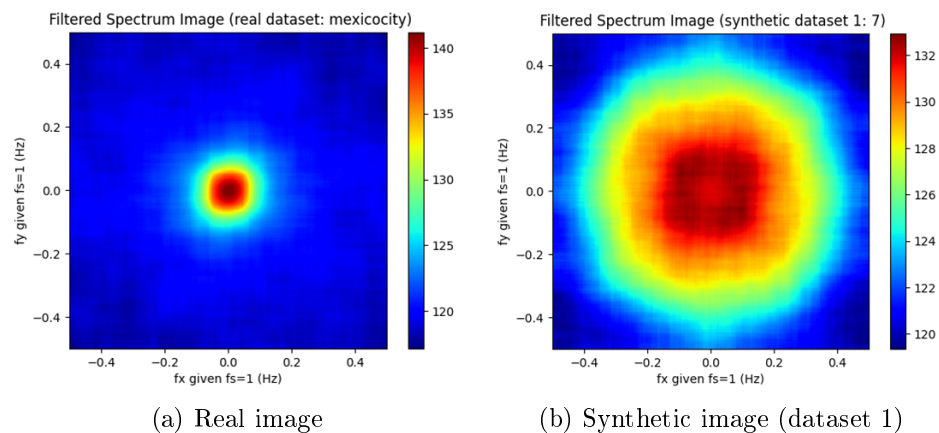 Filtered Spectrum Image (real dataset: mexicocity)
0.4
0.2
0.0
−0.2
−0.4
fy given fs=1 (Hz)
−0.4 −0.2 0.0 0.2 0.4
fx given fs=1 (Hz)
140
135
130
125
120
(a) Real image
Filtered Spectrum Image (synthetic dataset 1: 7)
0.4
0.2
0.0
−0.2
−0.4
fy given fs=1 (Hz)
−0.4 −0.2 0.0 0.2 0.4
fx given fs=1 (Hz)
132
130
128
126
124
122
120
(b) Synthetic image (dataset 1)